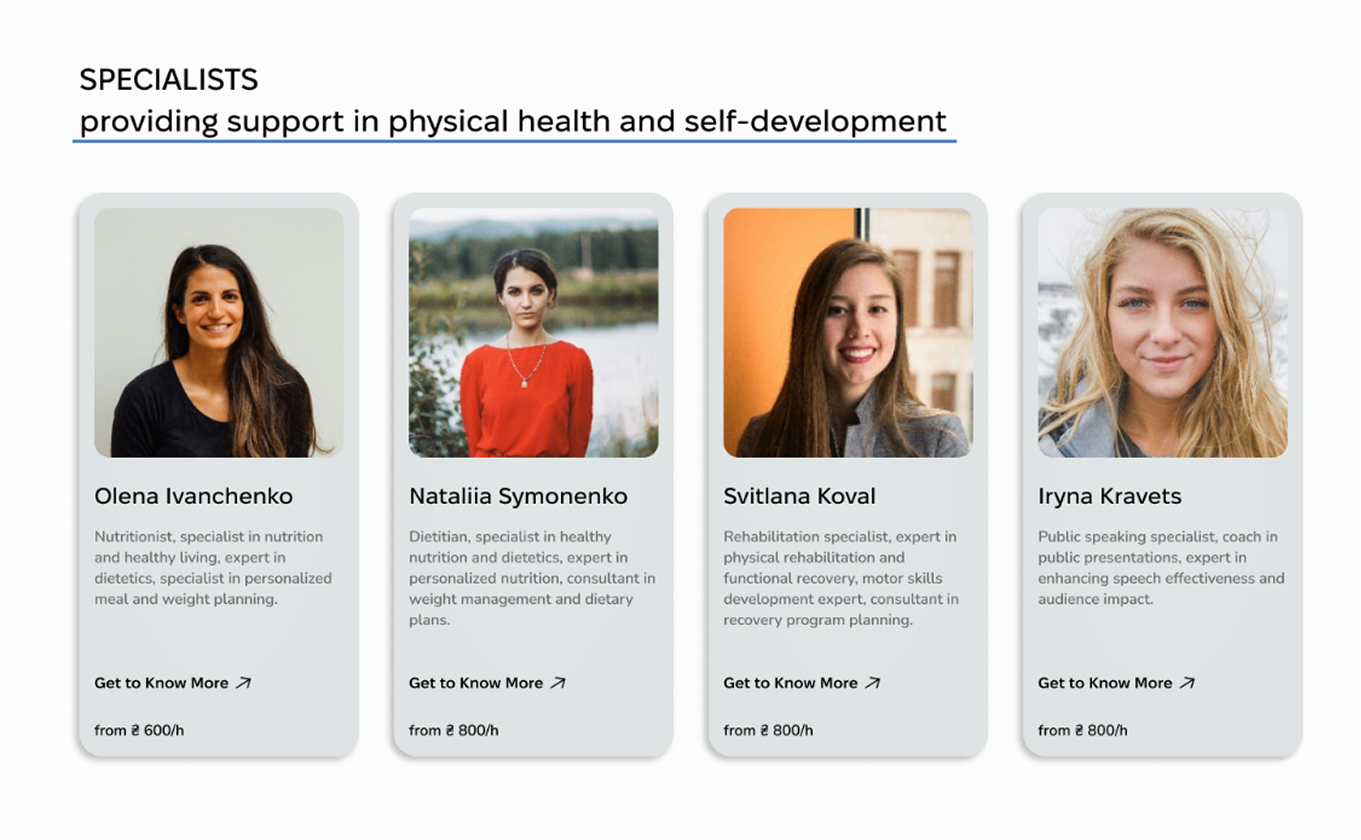 SPECIALISTS
providing support in physical health and self-development
Olena Ivanchenko
Nutritionist, specialist in nutrition
and healthy living, expert in
dietetics, specialist in personalized
meal and weight planning.
Get to Know More
from ₴ 600/h
Nataliia Symonenko
Dietitian, specialist in healthy
nutrition and dietetics, expert in
personalized nutrition, consultant in
weight management and dietary
plans.
Get to Know More
from ₴ 800/h
Svitlana Koval
Rehabilitation specialist, expert in
physical rehabilitation and
functional recovery, motor skills
development expert, consultant in
recovery program planning.
Get to Know More
from ₴ 800/h
Iryna Kravets
Public speaking specialist, coach in
public presentations, expert in
enhancing speech effectiveness and
audience impact.
Get to Know More
from ₴ 800/h